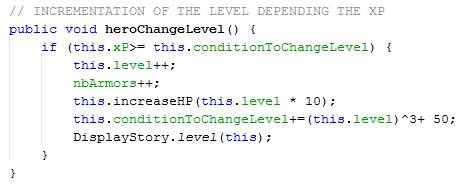 // INCREMENTATION OF THE LEVEL DEPENDING THE XP
public void heroChangeLevel() {
    if (this.xP>= this.conditionToChangeLevel) {
        this.level++;
        nbArmors++;
        this.increaseHP(this.level * 10);
        this.conditionToChangeLevel+=(this.level)^3+ 50;
        DisplayStory.level(this);
    }
}